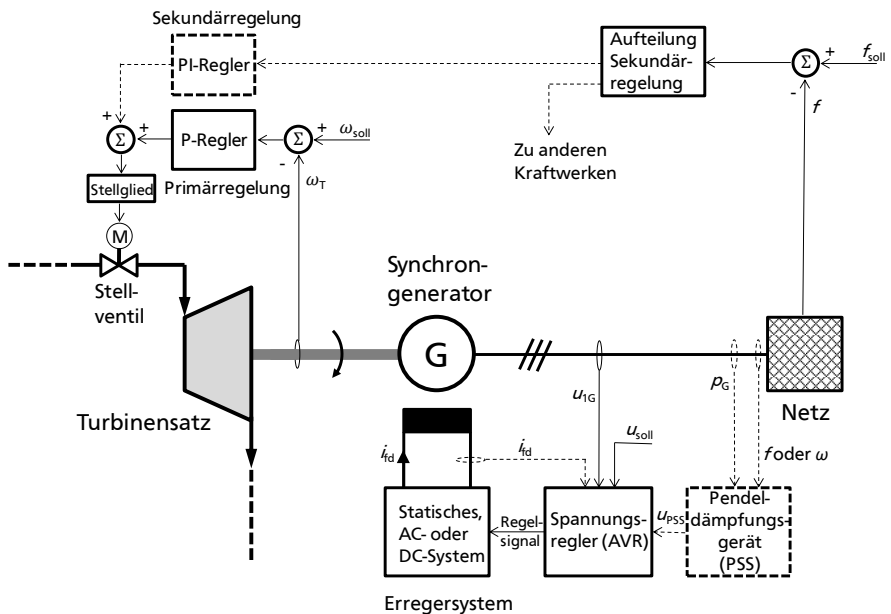 Sekundärregelung
PI-Regler
Aufteilung
Sekundär-
regelung
Σ
+
f_soll
-
f
+
+
Σ
P-Regler
Σ
+
ω_soll
-
Primärregelung
ω_T
Zu anderen
Kraftwerken
Stellglied
M
Stell-
ventil
Synchron-
generator
G
Turbinensatz
Netz
u_1G
p_G
u_soll
f oder ω
i_fd
i_fd
Statisches,
AC- oder
DC-System
Regel-
signal
Spannungs-
regler (AVR)
u_PSS
Pendel-
dämpfungs-
gerät
(PSS)
Erregersystem